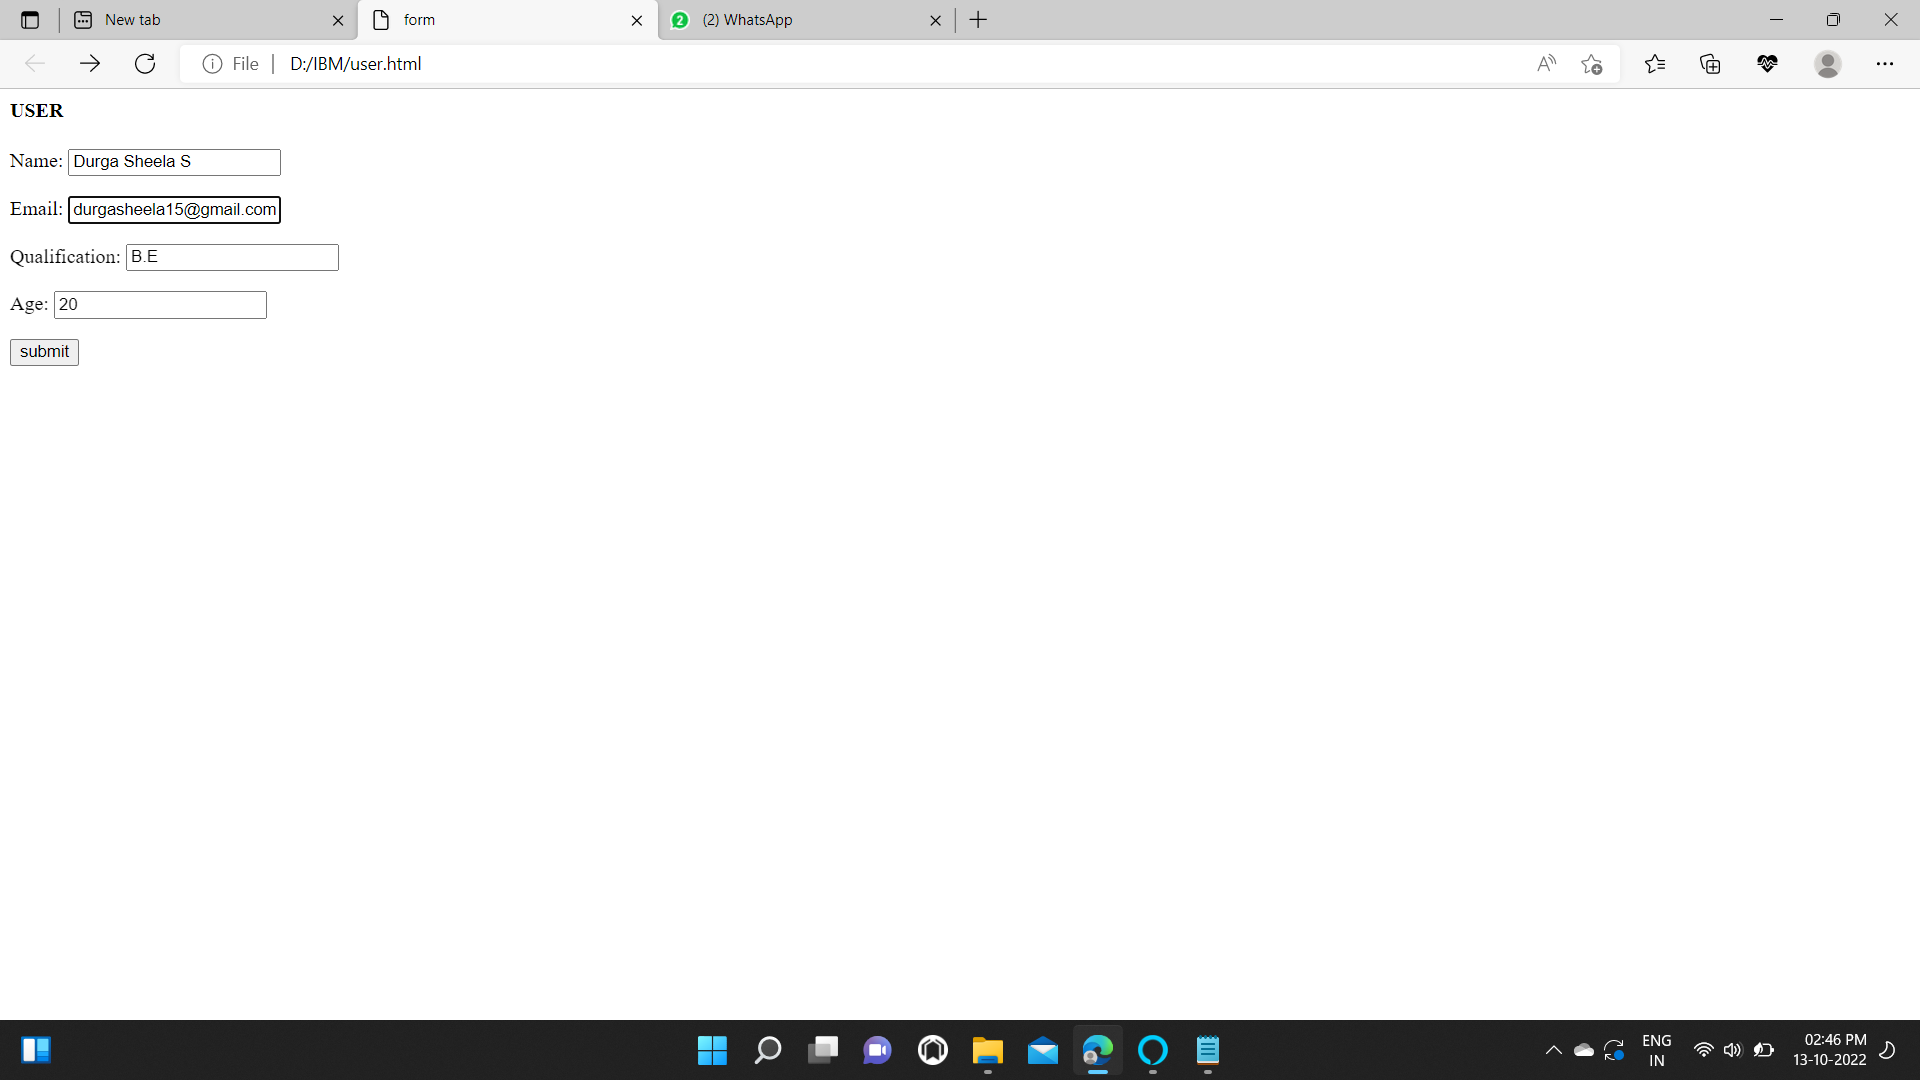 New tab
form
2 (2) WhatsApp
File D:/IBM/user.html
USER
Name: Durga Sheela S
Email: durgasheela15@gmail.com
Qualification: B.E
Age: 20
submit
ENG
IN
02:46 PM
13-10-2022